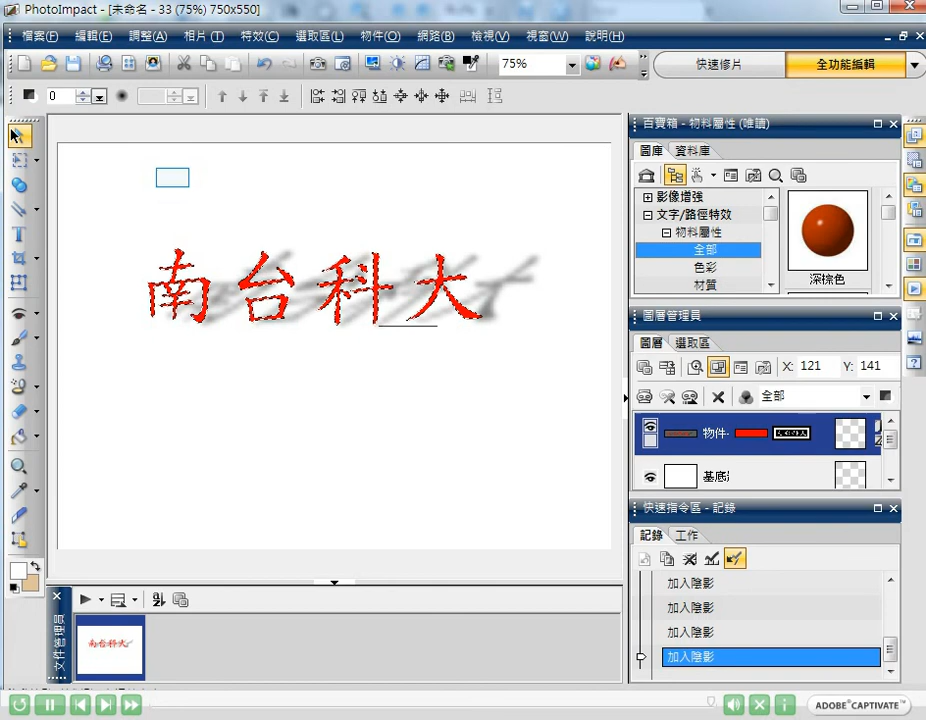 PhotoImpact - [未命名 - 33 (75%) 750x550]
檔案(F) 編輯(E) 調整(A) 相片(T) 特效(C) 選取區(L) 物件(O) 網路(B) 檢視(V) 視窗(W) 說明(H)
75% 快速修片 全功能編輯
0
百寶箱 - 物料屬性 (唯讀)
圖庫 資料庫
影像增強
文字/路徑特效
物料屬性
全部
色彩
材質
深棕色
南台科大
圖層管理員
圖層 選取區 X: 121 Y: 141
全部
物件-
基底
快速指令區 - 記錄
記錄 工作
加入陰影
加入陰影
加入陰影
加入陰影
文件管理員
南台科大
ADOBE® CAPTIVATE™